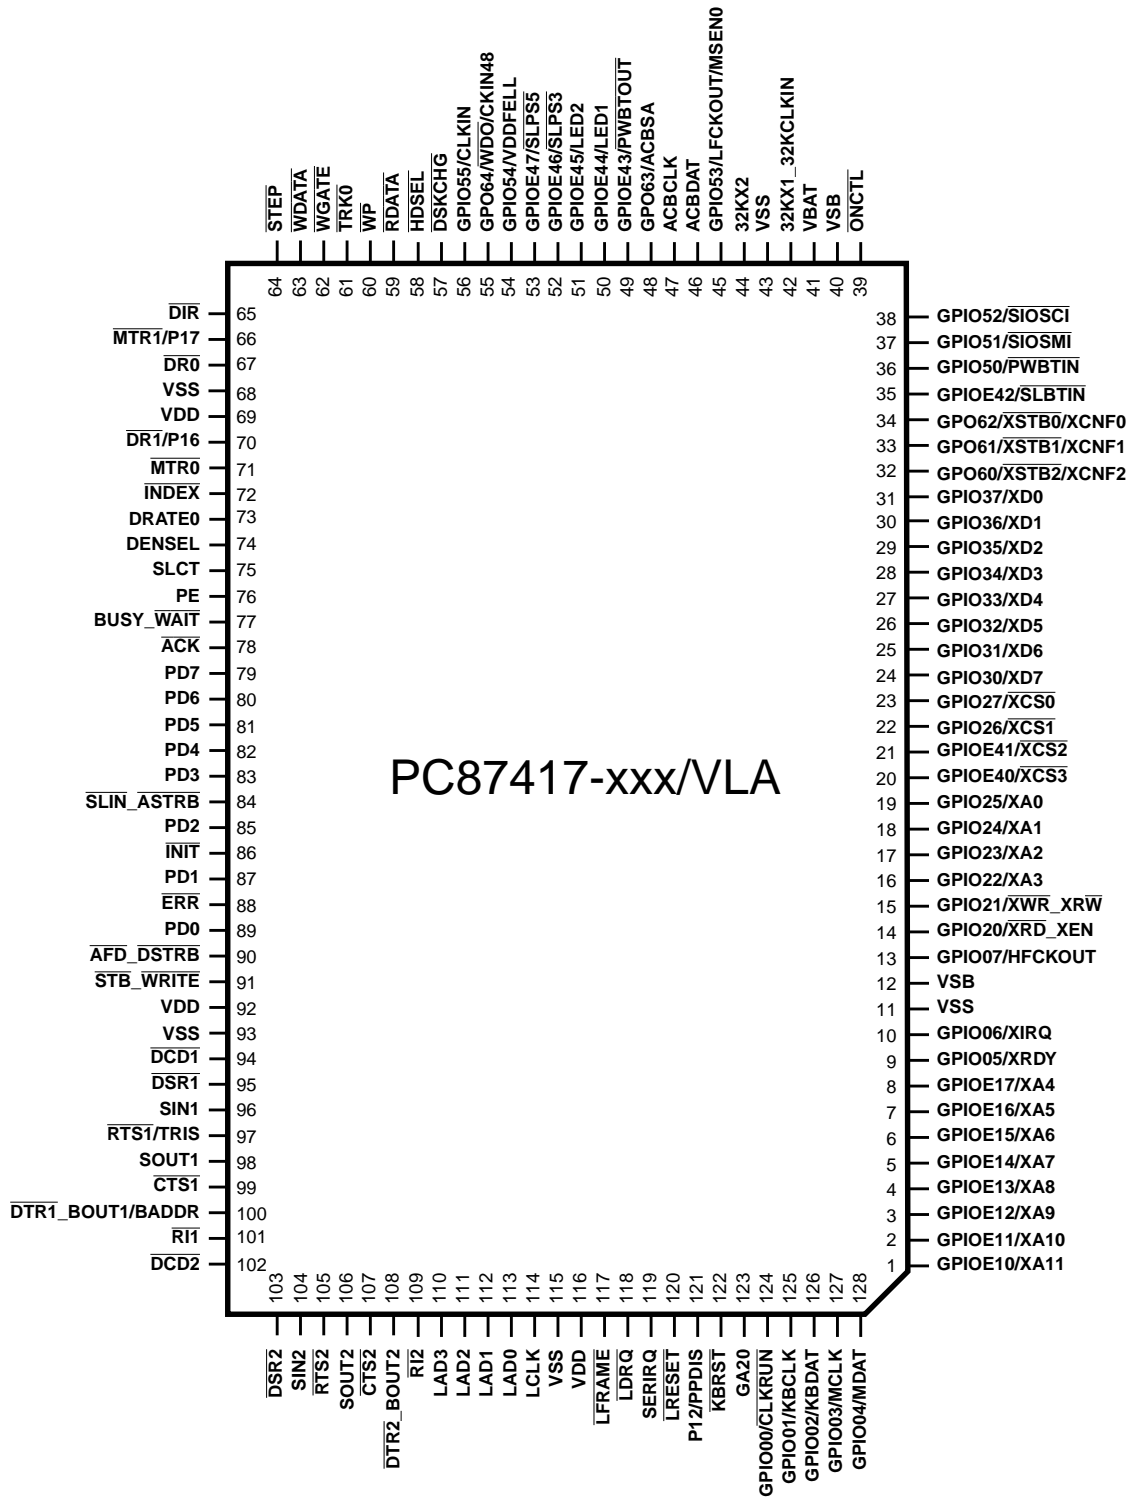 STEP
WDATA
WGATE
TRK0
WP
RDATA
HDSEL
DSKCHG
GPIO55/CLKIN
GPO64/WDO/CKIN48
GPIO54/VDDFELL
GPIOE47/SLPS5
GPIOE46/SLPS3
GPIOE45/LED2
GPIOE44/LED1
GPIOE43/PWBTOUT
GPO63/ACBSA
ACBCLK
ACBDAT
GPIO53/LFCKOUT/MSEN0
32KX2
VSS
32KX1_32KCLKIN
VBAT
VSB
ONCTL
64
63
62
61
60
59
58
57
56
55
54
53
52
51
50
49
48
47
46
45
44
43
42
41
40
39
DIR 65
MTR1/P17 66
DR0 67
VSS 68
VDD 69
DR1/P16 70
MTR0 71
INDEX 72
DRATE0 73
DENSEL 74
SLCT 75
PE 76
BUSY_WAIT 77
ACK 78
PD7 79
PD6 80
PD5 81
PD4 82
PD3 83
SLIN_ASTRB 84
PD2 85
INIT 86
PD1 87
ERR 88
PD0 89
AFD_DSTRB 90
STB_WRITE 91
VDD 92
VSS 93
DCD1 94
DSR1 95
SIN1 96
RTS1/TRIS 97
SOUT1 98
CTS1 99
DTR1_BOUT1/BADDR 100
RI1 101
DCD2 102
PC87417-xxx/VLA
38 GPIO52/SIOSCI
37 GPIO51/SIOSMI
36 GPIO50/PWBTIN
35 GPIOE42/SLBTIN
34 GPO62/XSTB0/XCNF0
33 GPO61/XSTB1/XCNF1
32 GPO60/XSTB2/XCNF2
31 GPIO37/XD0
30 GPIO36/XD1
29 GPIO35/XD2
28 GPIO34/XD3
27 GPIO33/XD4
26 GPIO32/XD5
25 GPIO31/XD6
24 GPIO30/XD7
23 GPIO27/XCS0
22 GPIO26/XCS1
21 GPIOE41/XCS2
20 GPIOE40/XCS3
19 GPIO25/XA0
18 GPIO24/XA1
17 GPIO23/XA2
16 GPIO22/XA3
15 GPIO21/XWR_XRW
14 GPIO20/XRD_XEN
13 GPIO07/HFCKOUT
12 VSB
11 VSS
10 GPIO06/XIRQ
9 GPIO05/XRDY
8 GPIOE17/XA4
7 GPIOE16/XA5
6 GPIOE15/XA6
5 GPIOE14/XA7
4 GPIOE13/XA8
3 GPIOE12/XA9
2 GPIOE11/XA10
1 GPIOE10/XA11
103
104
105
106
107
108
109
110
111
112
113
114
115
116
117
118
119
120
121
122
123
124
125
126
127
128
DSR2
SIN2
RTS2
SOUT2
CTS2
DTR2_BOUT2
RI2
LAD3
LAD2
LAD1
LAD0
LCLK
VSS
VDD
LFRAME
LDRQ
SERIRQ
LRESET
P12/PPDIS
KBRST
GA20
GPIO00/CLKRUN
GPIO01/KBCLK
GPIO02/KBDAT
GPIO03/MCLK
GPIO04/MDAT